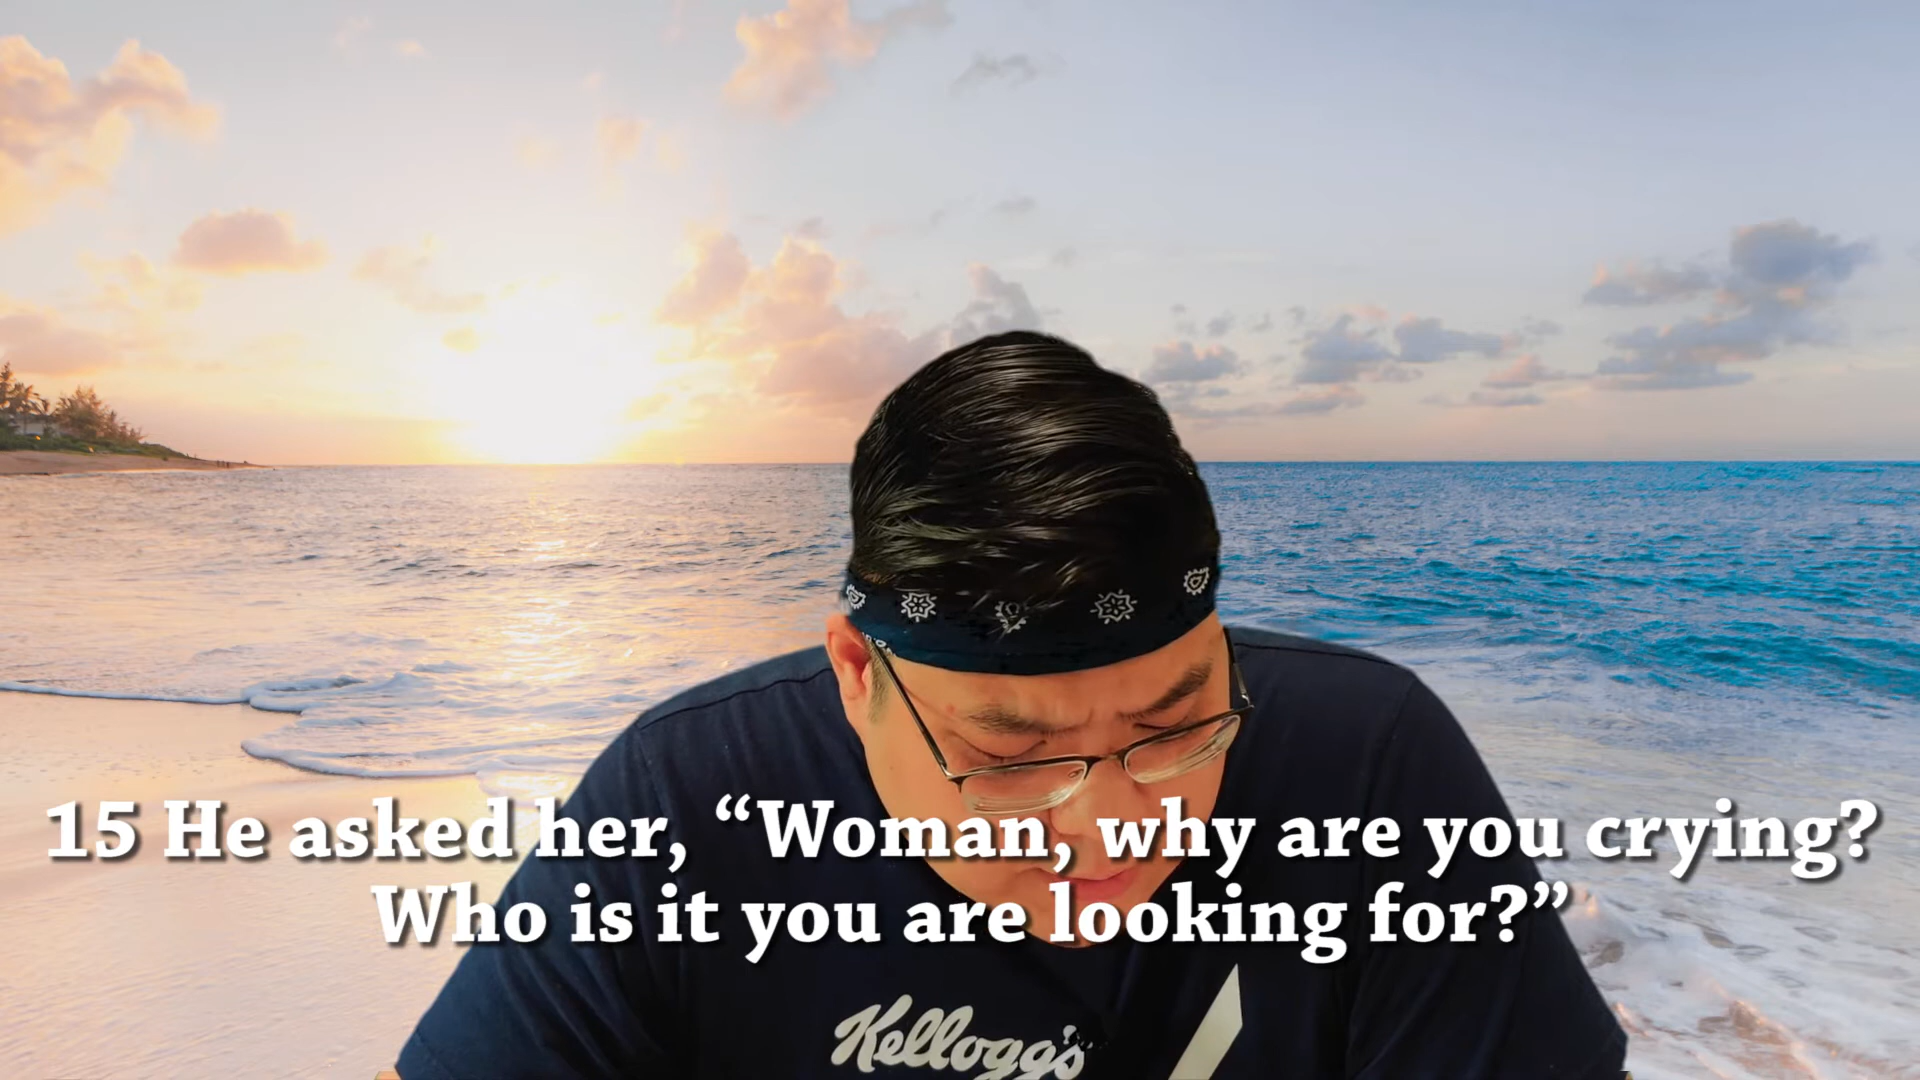 15 He asked her, “Woman, why are you crying?
Who is it you are looking for?”
Kellogg's